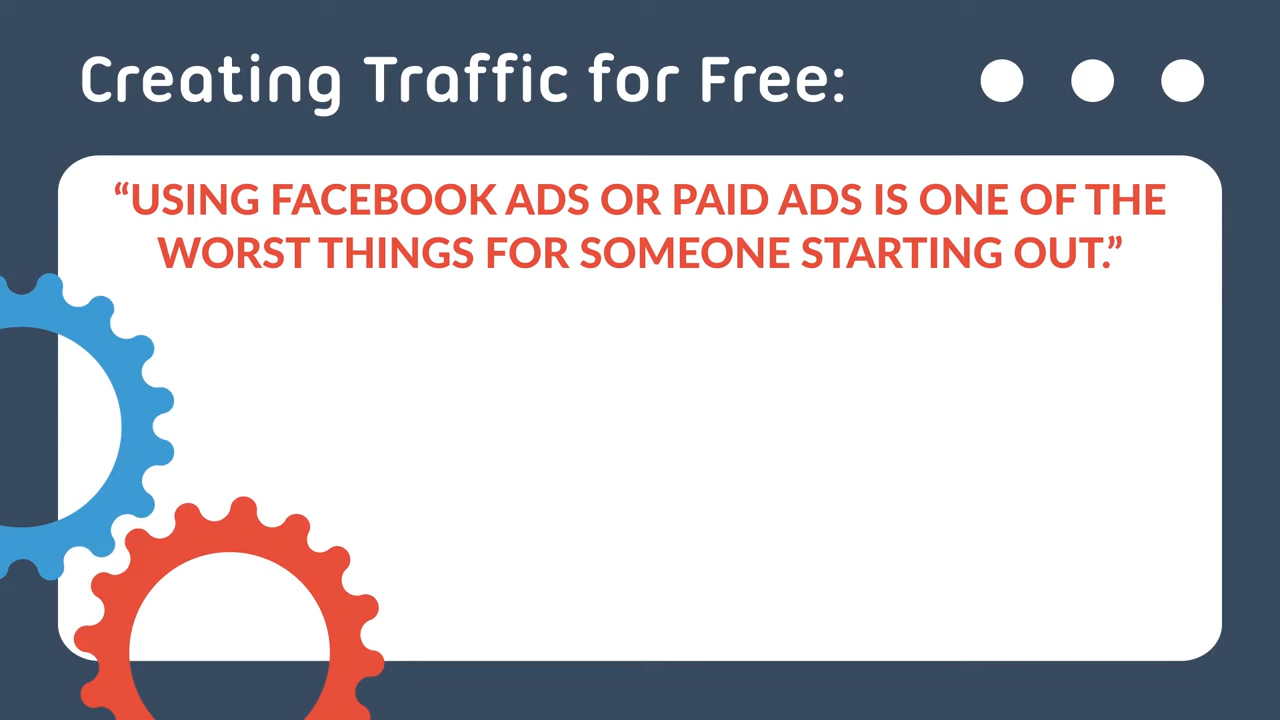 Creating Traffic for Free:
“USING FACEBOOK ADS OR PAID ADS IS ONE OF THE
WORST THINGS FOR SOMEONE STARTING OUT.”